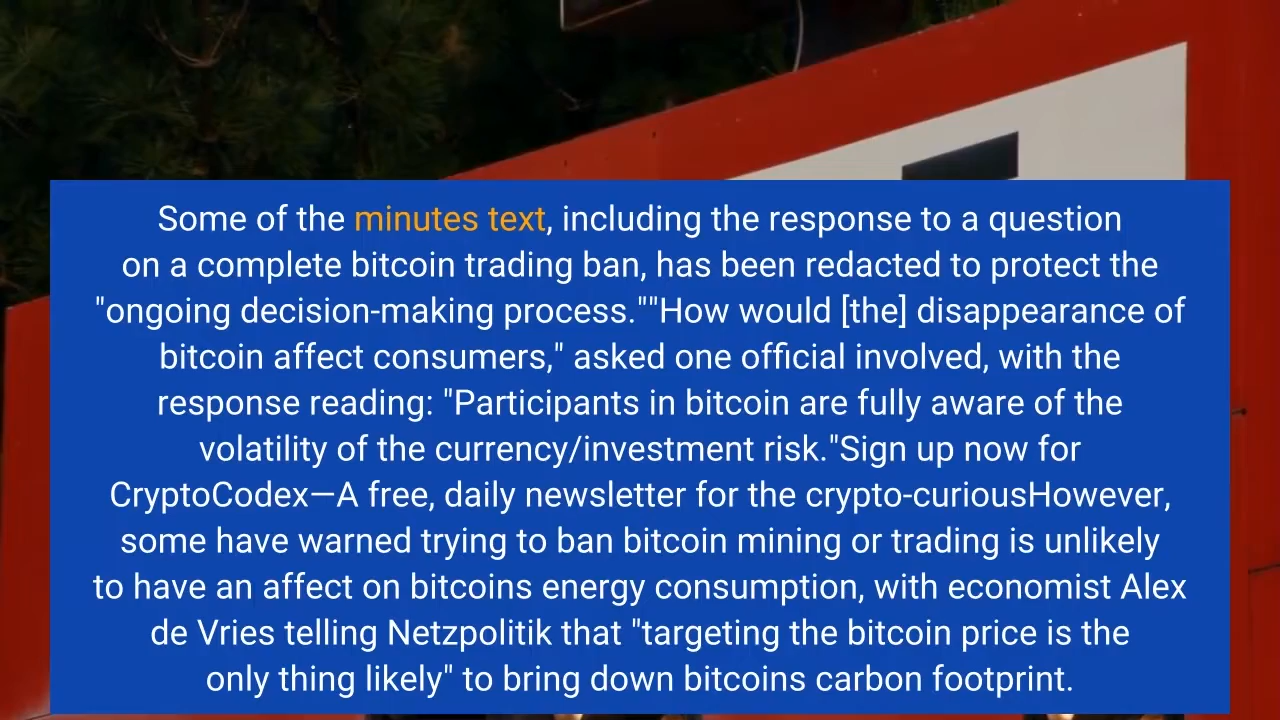 Some of the minutes text, including the response to a question
on a complete bitcoin trading ban, has been redacted to protect the
"ongoing decision-making process.""How would [the] disappearance of
bitcoin affect consumers," asked one official involved, with the
response reading: "Participants in bitcoin are fully aware of the
volatility of the currency/investment risk."Sign up now for
CryptoCodex—A free, daily newsletter for the crypto-curiousHowever,
some have warned trying to ban bitcoin mining or trading is unlikely
to have an affect on bitcoins energy consumption, with economist Alex
de Vries telling Netzpolitik that "targeting the bitcoin price is the
only thing likely" to bring down bitcoins carbon footprint.